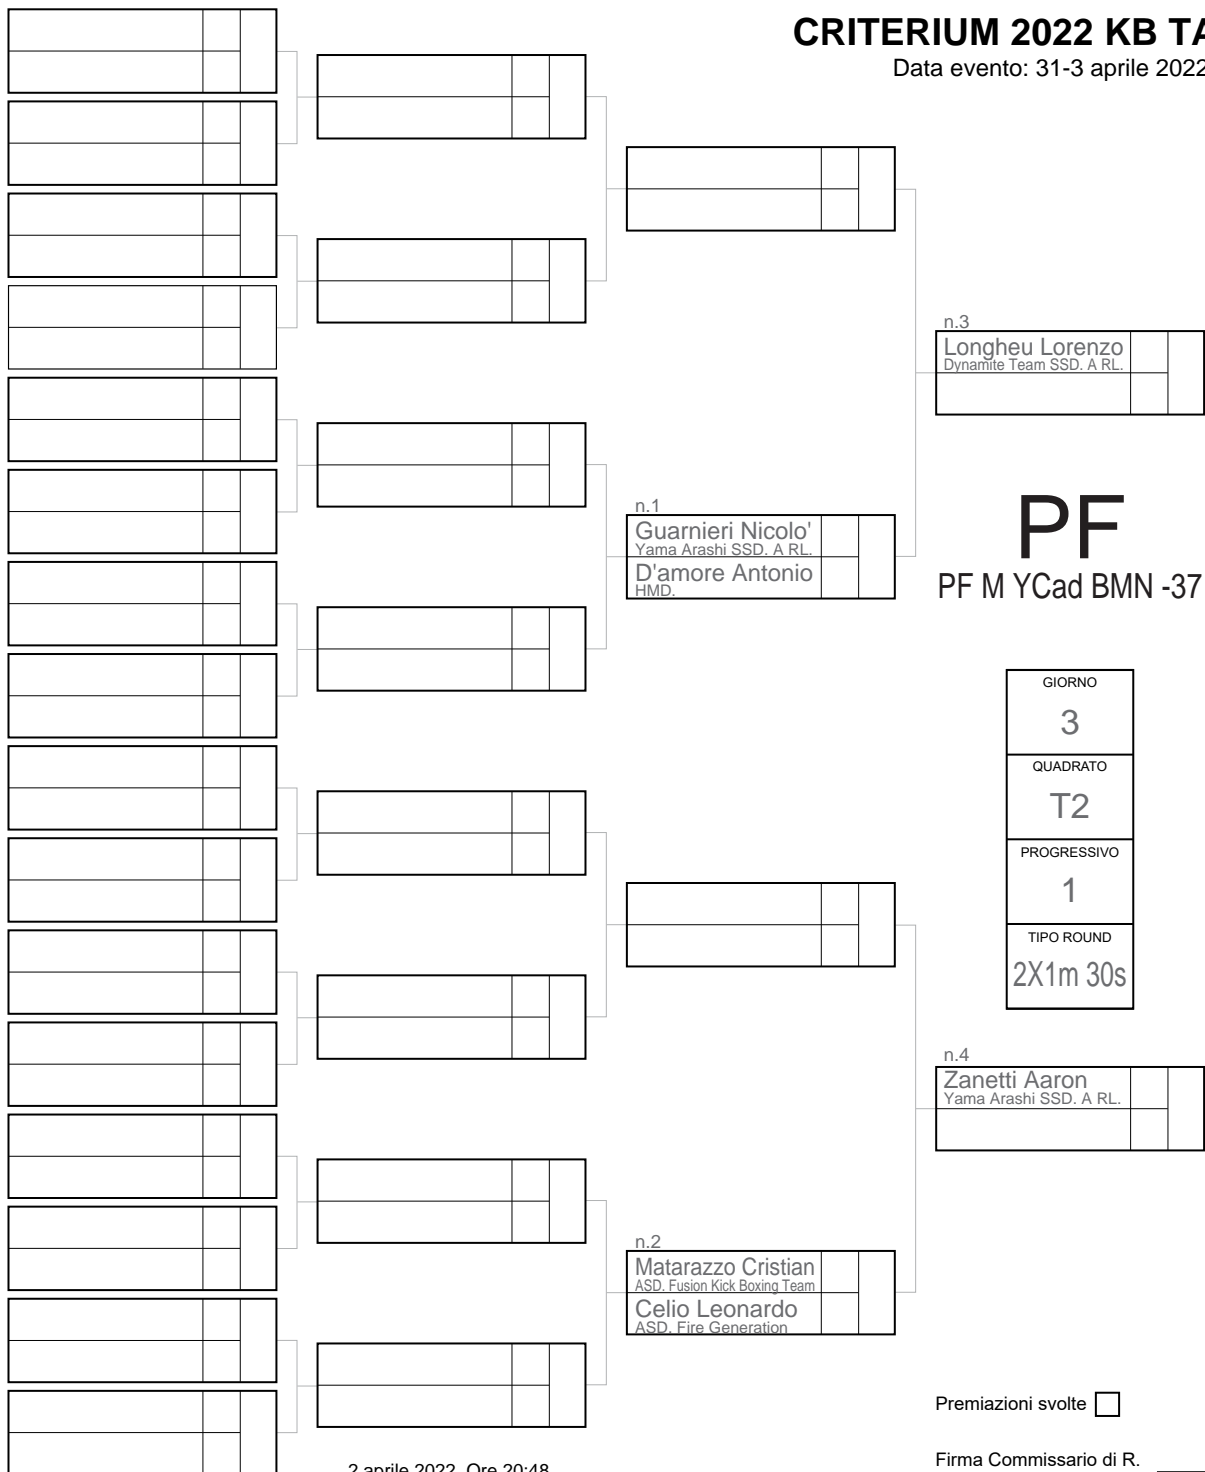 CRITERIUM 2022 KB TA
Data evento: 31-3 aprile 2022
n.3
Longheu Lorenzo
Dynamite Team SSD. A RL.
n.1
Guarnieri Nicolo'
Yama Arashi SSD. A RL.
D'amore Antonio
HMD.
PF
PF M YCad BMN -37
GIORNO
3
QUADRATO
T2
PROGRESSIVO
1
TIPO ROUND
2X1m 30s
n.4
Zanetti Aaron
Yama Arashi SSD. A RL.
n.2
Matarazzo Cristian
ASD. Fusion Kick Boxing Team
Celio Leonardo
ASD. Fire Generation
Premiazioni svolte
Firma Commissario di R.
2 aprile 2022 Ore 20:48